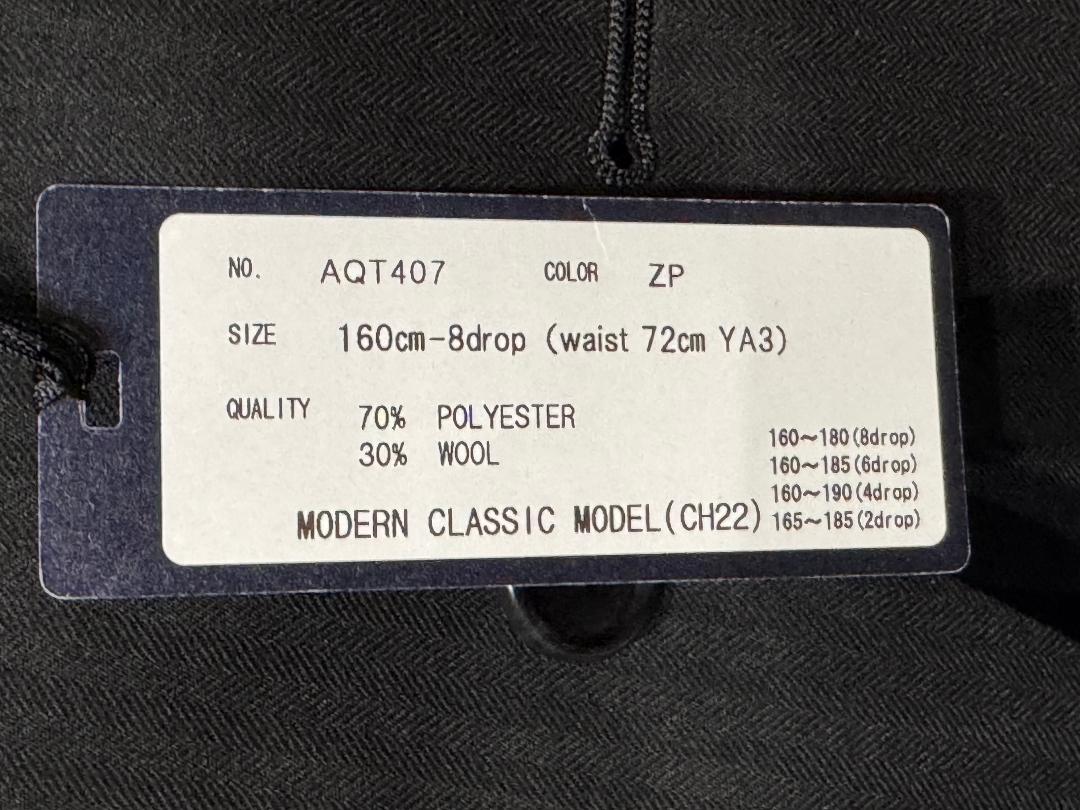 NO. AQT407 COLOR ZP
SIZE 160cm-8drop (waist 72cm YA3)
QUALITY 70% POLYESTER
30% WOOL
160～180(8drop)
160～185(6drop)
160～190(4drop)
165～185(2drop)
MODERN CLASSIC MODEL(CH22)